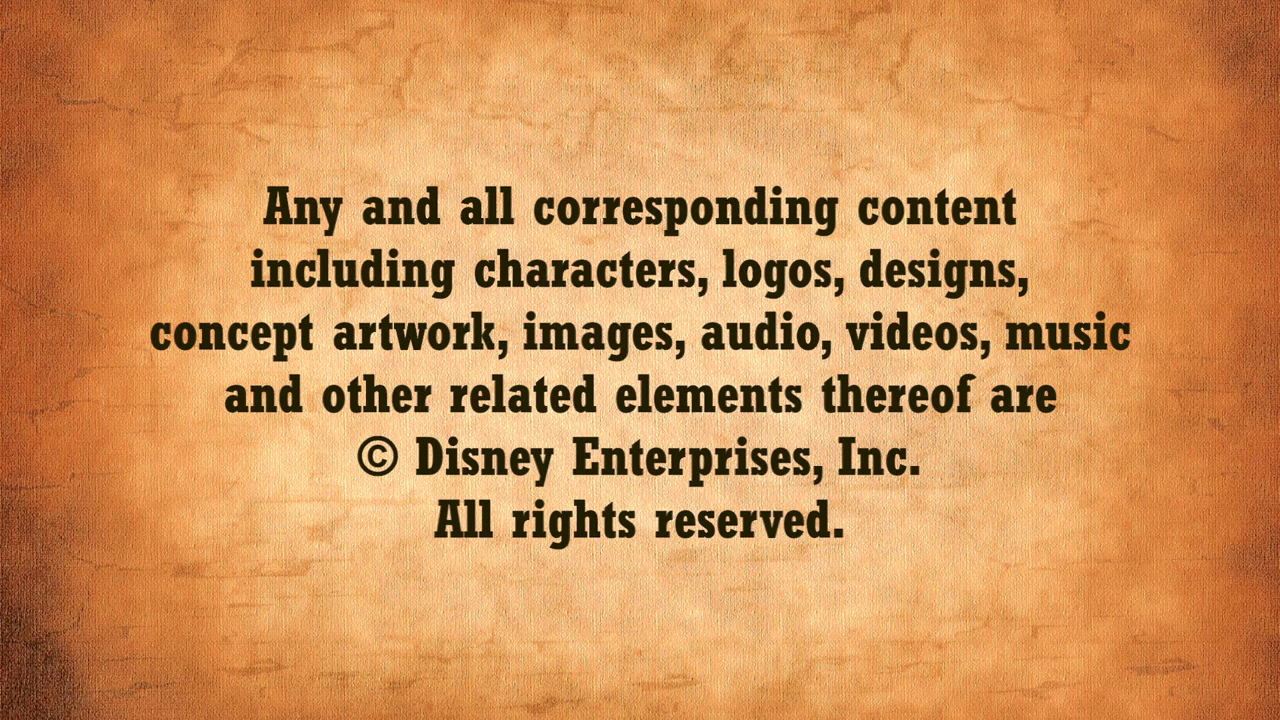 Any and all corresponding content
including characters, logos, designs,
concept artwork, images, audio, videos, music
and other related elements thereof are
© Disney Enterprises, Inc.
All rights reserved.